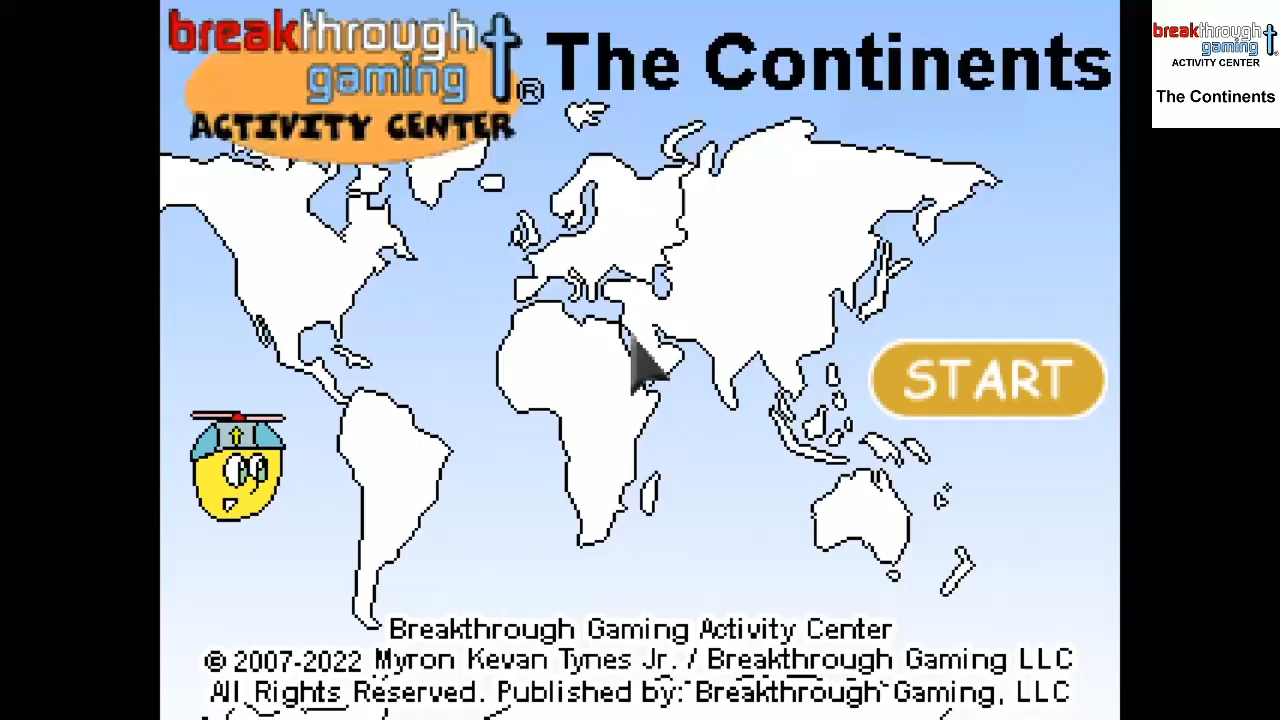 breakthrough
gaming ®
ACTIVITY CENTER
The Continents
START
Breakthrough Gaming Activity Center
© 2007-2022 Myron Kevan Tynes Jr. / Breakthrough Gaming LLC
All Rights Reserved. Published by: Breakthrough Gaming, LLC
breakthrough
gaming
ACTIVITY CENTER
The Continents